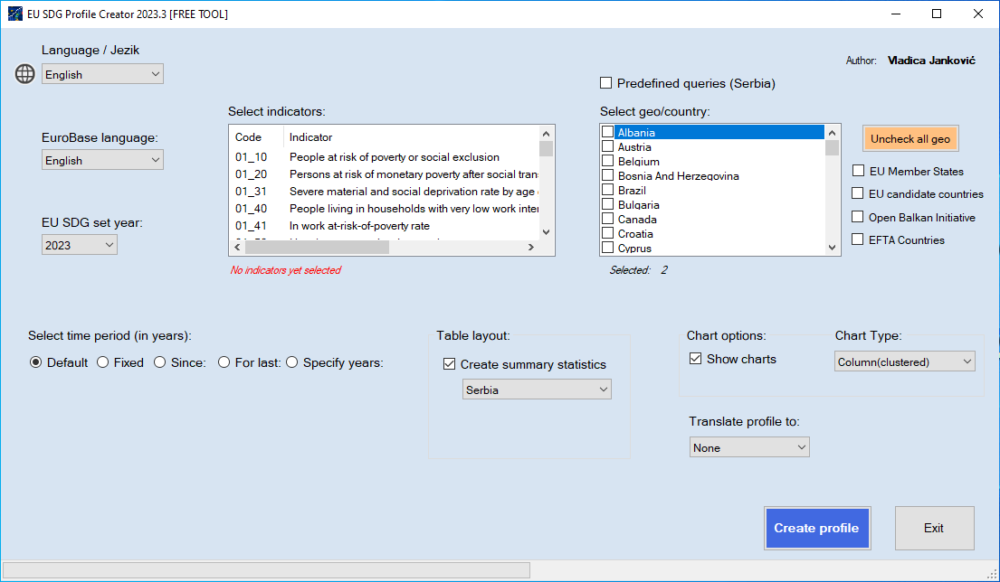 EU SDG Profile Creator 2023.3 [FREE TOOL]
Language / Jezik
English
Author: Vladica Janković
Predefined queries (Serbia)
EuroBase language:
English
EU SDG set year:
2023
Select indicators:
Code Indicator
01_10 People at risk of poverty or social exclusion
01_20 Persons at risk of monetary poverty after social tran
01_31 Severe material and social deprivation rate by age
01_40 People living in households with very low work inter
01_41 In work at-risk-of-poverty rate
No indicators yet selected
Select geo/country:
Albania
Austria
Belgium
Bosnia And Herzegovina
Brazil
Bulgaria
Canada
Croatia
Cyprus
Selected: 2
Uncheck all geo
EU Member States
EU candidate countries
Open Balkan Initiative
EFTA Countries
Select time period (in years):
Default Fixed Since: For last: Specify years:
Table layout:
Create summary statistics
Serbia
Chart options:
Show charts
Chart Type:
Column(clustered)
Translate profile to:
None
Create profile
Exit